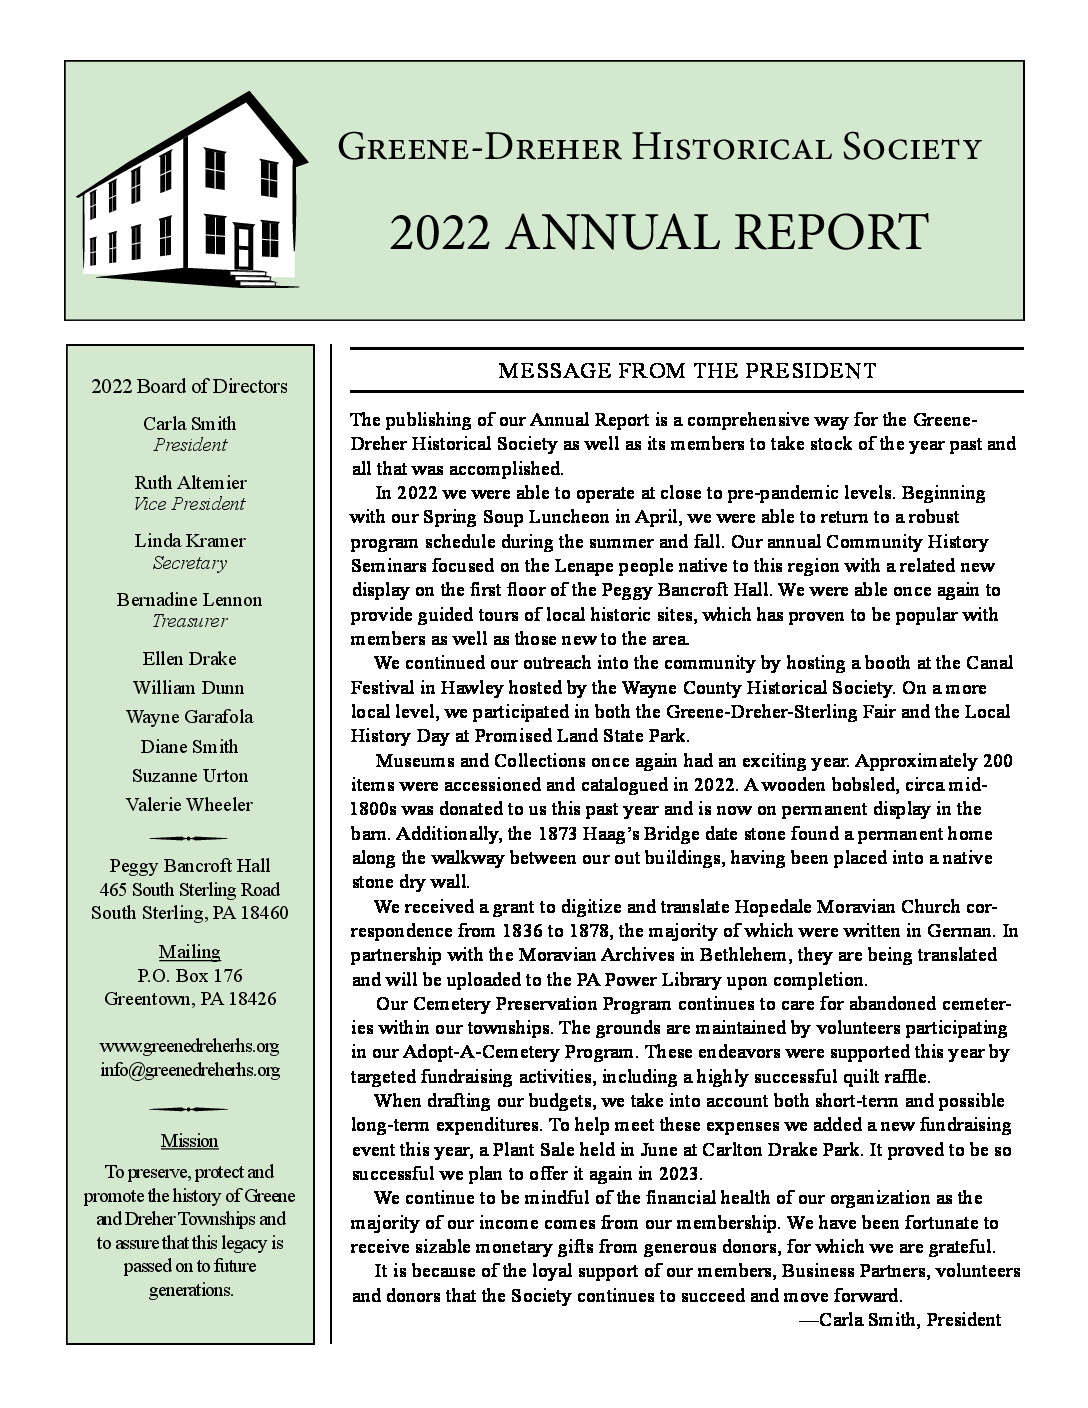 GREENE-DREHER HISTORICAL SOCIETY
2022 ANNUAL REPORT
2022 Board of Directors
Carla Smith
President
Ruth Altemier
Vice President
Linda Kramer
Secretary
Bernadine Lennon
Treasurer
Ellen Drake
William Dunn
Wayne Garafola
Diane Smith
Suzanne Urton
Valerie Wheeler
Peggy Bancroft Hall
465 South Sterling Road
South Sterling, PA 18460
Mailing
P.O. Box 176
Greentown, PA 18426
www.greenedreherhs.org
info@greenedreherhs.org
Mission
To preserve, protect and
promote the history of Greene
and Dreher Townships and
to assure that this legacy is
passed on to future
generations.
MESSAGE FROM THE PRESIDENT
The publishing of our Annual Report is a comprehensive way for the Greene-
Dreher Historical Society as well as its members to take stock of the year past and
all that was accomplished.
In 2022 we were able to operate at close to pre-pandemic levels. Beginning
with our Spring Soup Luncheon in April, we were able to return to a robust
program schedule during the summer and fall. Our annual Community History
Seminars focused on the Lenape people native to this region with a related new
display on the first floor of the Peggy Bancroft Hall. We were able once again to
provide guided tours of local historic sites, which has proven to be popular with
members as well as those new to the area.
We continued our outreach into the community by hosting a booth at the Canal
Festival in Hawley hosted by the Wayne County Historical Society. On a more
local level, we participated in both the Greene-Dreher-Sterling Fair and the Local
History Day at Promised Land State Park.
Museums and Collections once again had an exciting year. Approximately 200
items were accessioned and catalogued in 2022. A wooden bobsled, circa mid-
1800s was donated to us this past year and is now on permanent display in the
barn. Additionally, the 1873 Haag's Bridge date stone found a permanent home
along the walkway between our out buildings, having been placed into a native
stone dry wall.
We received a grant to digitize and translate Hopedale Moravian Church cor-
respondence from 1836 to 1878, the majority of which were written in German. In
partnership with the Moravian Archives in Bethlehem, they are being translated
and will be uploaded to the PA Power Library upon completion.
Our Cemetery Preservation Program continues to care for abandoned cemeter-
ies within our townships. The grounds are maintained by volunteers participating
in our Adopt-A-Cemetery Program. These endeavors were supported this year by
targeted fundraising activities, including a highly successful quilt raffle.
When drafting our budgets, we take into account both short-term and possible
long-term expenditures. To help meet these expenses we added a new fundraising
event this year, a Plant Sale held in June at Carlton Drake Park. It proved to be so
successful we plan to offer it again in 2023.
We continue to be mindful of the financial health of our organization as the
majority of our income comes from our membership. We have been fortunate to
receive sizable monetary gifts from generous donors, for which we are grateful.
It is because of the loyal support of our members, Business Partners, volunteers
and donors that the Society continues to succeed and move forward.
—Carla Smith, President